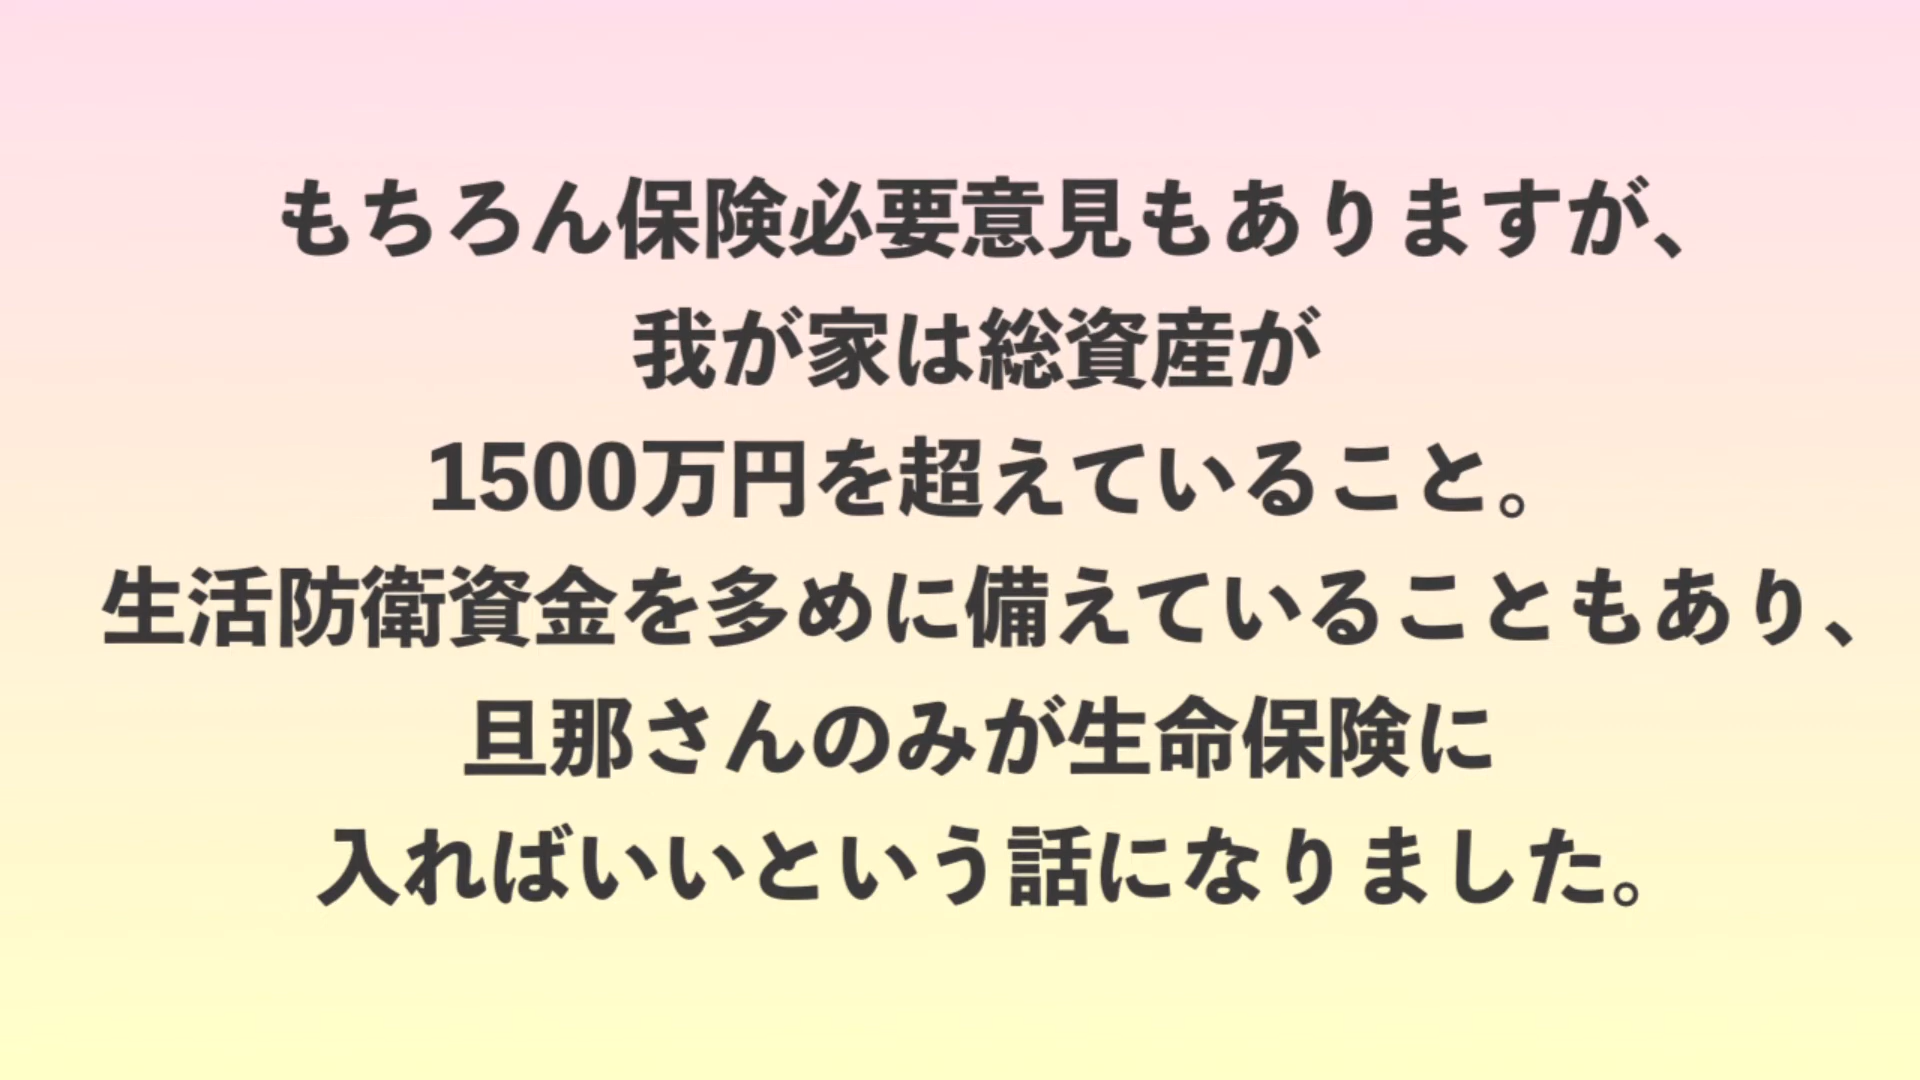 もちろん保険必要意見もありますが、
我が家は総資産が
1500万円を超えていること。
生活防衛資金を多めに備えていることもあり、
旦那さんのみが生命保険に
入ればいいという話になりました。